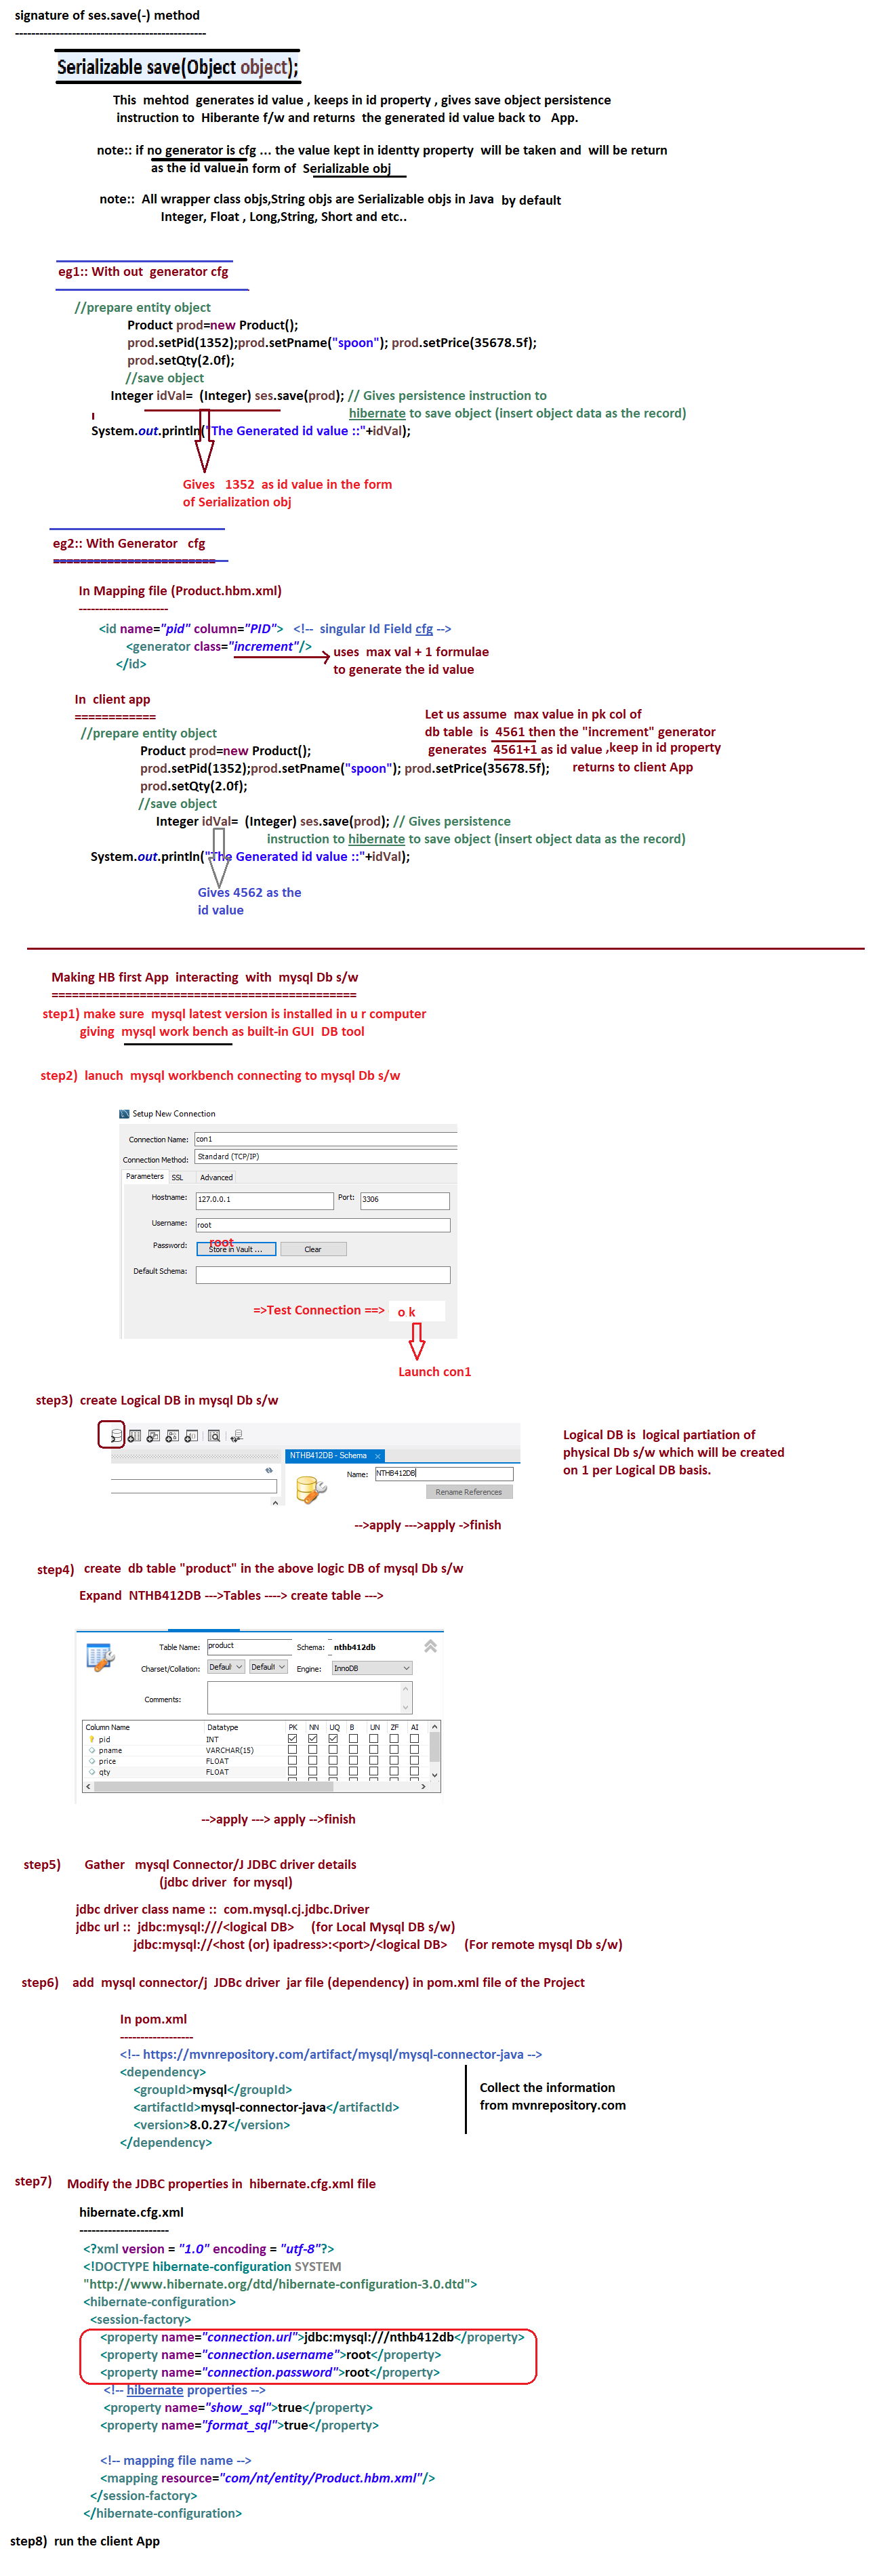 signature of ses.save(-) method
-----------------------------------------------
Serializable save(Object object);
This mehtod generates id value , keeps in id property , gives save object persistence
instruction to Hiberante f/w and returns the generated id value back to App.
note:: if no generator is cfg ... the value kept in identty property will be taken and will be return
as the id value.in form of Serializable obj
note:: All wrapper class objs,String objs are Serializable objs in Java by default
Integer, Float , Long,String, Short and etc..
eg1:: With out generator cfg
//prepare entity object
Product prod=new Product();
prod.setPid(1352);prod.setPname("spoon"); prod.setPrice(35678.5f);
prod.setQty(2.0f);
//save object
Integer idVal= (Integer) ses.save(prod); // Gives persistence instruction to
hibernate to save object (insert object data as the record)
System.out.println("The Generated id value ::"+idVal);
Gives 1352 as id value in the form
of Serialization obj
eg2:: With Generator cfg
========================
In Mapping file (Product.hbm.xml)
----------------------
<id name="pid" column="PID"> <!-- singular Id Field cfg -->
<generator class="increment"/>
uses max val + 1 formulae
</id>
to generate the id value
In client app
============
Let us assume max value in pk col of
//prepare entity object
db table is 4561 then the "increment" generator
Product prod=new Product();
generates 4561+1 as id value ,keep in id property
prod.setPid(1352);prod.setPname("spoon"); prod.setPrice(35678.5f);
returns to client App
prod.setQty(2.0f);
//save object
Integer idVal= (Integer) ses.save(prod); // Gives persistence
instruction to hibernate to save object (insert object data as the record)
System.out.println("The Generated id value ::"+idVal);
Gives 4562 as the
id value
Making HB first App interacting with mysql Db s/w
=============================================
step1) make sure mysql latest version is installed in u r computer
giving mysql work bench as built-in GUI DB tool
step2) lanuch mysql workbench connecting to mysql Db s/w
Setup New Connection
Connection Name: con1
Connection Method: Standard (TCP/IP)
Parameters SSL Advanced
Hostname: 127.0.0.1 Port: 3306
Username: root
Password: root Store in Vault ... Clear
Default Schema:
=>Test Connection ==> o k
Launch con1
step3) create Logical DB in mysql Db s/w
Logical DB is logical partiation of
physical Db s/w which will be created
on 1 per Logical DB basis.
NTHB412DB - Schema x
Name: NTHB412DB
Rename References
-->apply --->apply ->finish
step4) create db table "product" in the above logic DB of mysql Db s/w
Expand NTHB412DB --->Tables ----> create table --->
Table Name: product Schema: nthb412db
Charset/Collation: Defaul Default Engine: InnoDB
Comments:
Column Name Datatype PK NN UQ B UN ZF AI
pid INT
pname VARCHAR(15)
price FLOAT
qty FLOAT
-->apply ---> apply -->finish
step5) Gather mysql Connector/J JDBC driver details
(jdbc driver for mysql)
jdbc driver class name :: com.mysql.cj.jdbc.Driver
jdbc url :: jdbc:mysql:///<logical DB> (for Local Mysql DB s/w)
jdbc:mysql://<host (or) ipadress>:<port>/<logical DB> (For remote mysql Db s/w)
step6) add mysql connector/j JDBc driver jar file (dependency) in pom.xml file of the Project
In pom.xml
------------------
<!-- https://mvnrepository.com/artifact/mysql/mysql-connector-java -->
<dependency>
<groupId>mysql</groupId>
<artifactId>mysql-connector-java</artifactId>
<version>8.0.27</version>
</dependency>
Collect the information
from mvnrepository.com
step7) Modify the JDBC properties in hibernate.cfg.xml file
hibernate.cfg.xml
----------------------
<?xml version = "1.0" encoding = "utf-8"?>
<!DOCTYPE hibernate-configuration SYSTEM
"http://www.hibernate.org/dtd/hibernate-configuration-3.0.dtd">
<hibernate-configuration>
<session-factory>
<property name="connection.url">jdbc:mysql:///nthb412db</property>
<property name="connection.username">root</property>
<property name="connection.password">root</property>
<!-- hibernate properties -->
<property name="show_sql">true</property>
<property name="format_sql">true</property>
<!-- mapping file name -->
<mapping resource="com/nt/entity/Product.hbm.xml"/>
</session-factory>
</hibernate-configuration>
step8) run the client App